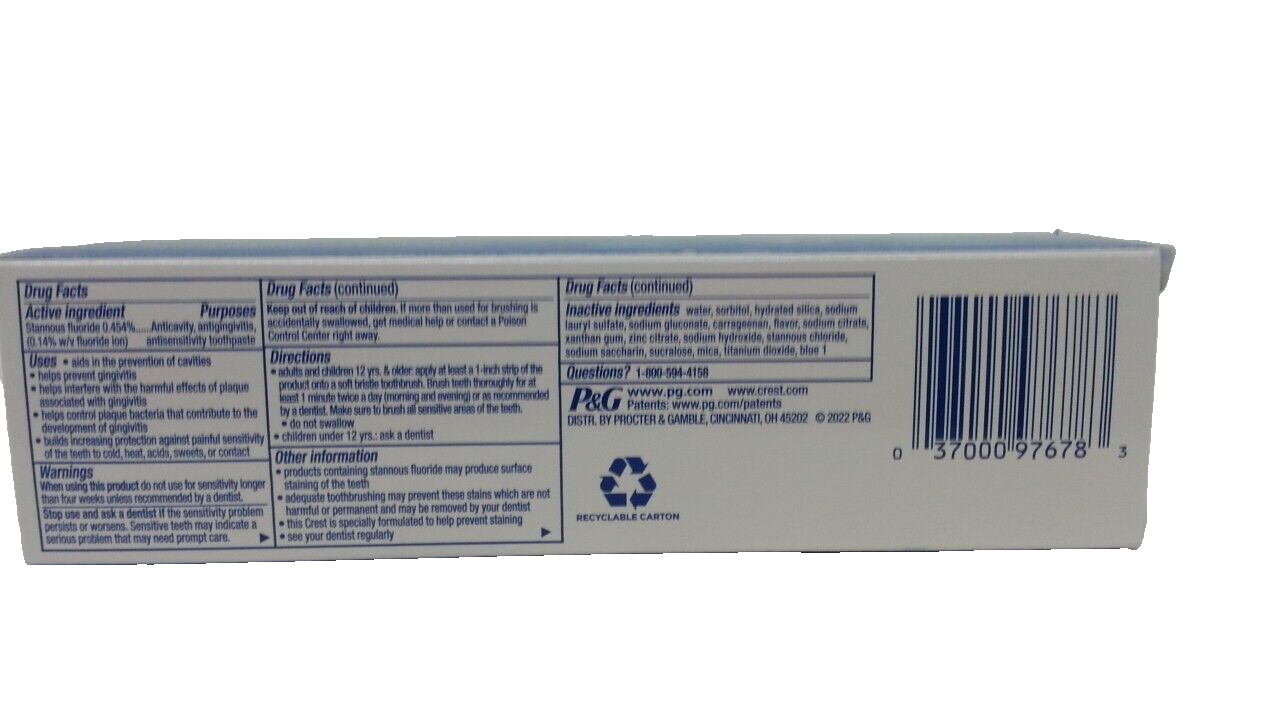 Drug Facts
Active ingredient Purposes
Stannous fluoride 0.454%.....Anticavity, antigingivitis,
(0.14% w/v fluoride ion) antisensitivity toothpaste
Uses • aids in the prevention of cavities
• helps prevent gingivitis
• helps interfere with the harmful effects of plaque
associated with gingivitis
• helps control plaque bacteria that contribute to the
development of gingivitis
• builds increasing protection against painful sensitivity
of the teeth to cold, heat, acids, sweets, or contact
Warnings
When using this product do not use for sensitivity longer
than four weeks unless recommended by a dentist.
Stop use and ask a dentist if the sensitivity problem
persists or worsens. Sensitive teeth may indicate a
serious problem that may need prompt care.
Drug Facts (continued)
Keep out of reach of children. If more than used for brushing is
accidentally swallowed, get medical help or contact a Poison
Control Center right away.
Directions
• adults and children 12 yrs. & older: apply at least a 1-inch strip of the
product onto a soft bristle toothbrush. Brush teeth thoroughly for at
least 1 minute twice a day (morning and evening) or as recommended
by a dentist. Make sure to brush all sensitive areas of the teeth.
• do not swallow
• children under 12 yrs.: ask a dentist
Other information
• products containing stannous fluoride may produce surface
staining of the teeth
• adequate toothbrushing may prevent these stains which are not
harmful or permanent and may be removed by your dentist
• this Crest is specially formulated to help prevent staining
• see your dentist regularly
Drug Facts (continued)
Inactive ingredients water, sorbitol, hydrated silica, sodium
lauryl sulfate, sodium gluconate, carrageenan, flavor, sodium citrate,
xanthan gum, zinc citrate, sodium hydroxide, stannous chloride,
sodium saccharin, sucralose, mica, titanium dioxide, blue 1
Questions? 1-800-594-4158
P&G www.pg.com www.crest.com
Patents: www.pg.com/patents
DISTR. BY PROCTER & GAMBLE, CINCINNATI, OH 45202 © 2022 P&G
RECYCLABLE CARTON
0 37000 97678 3